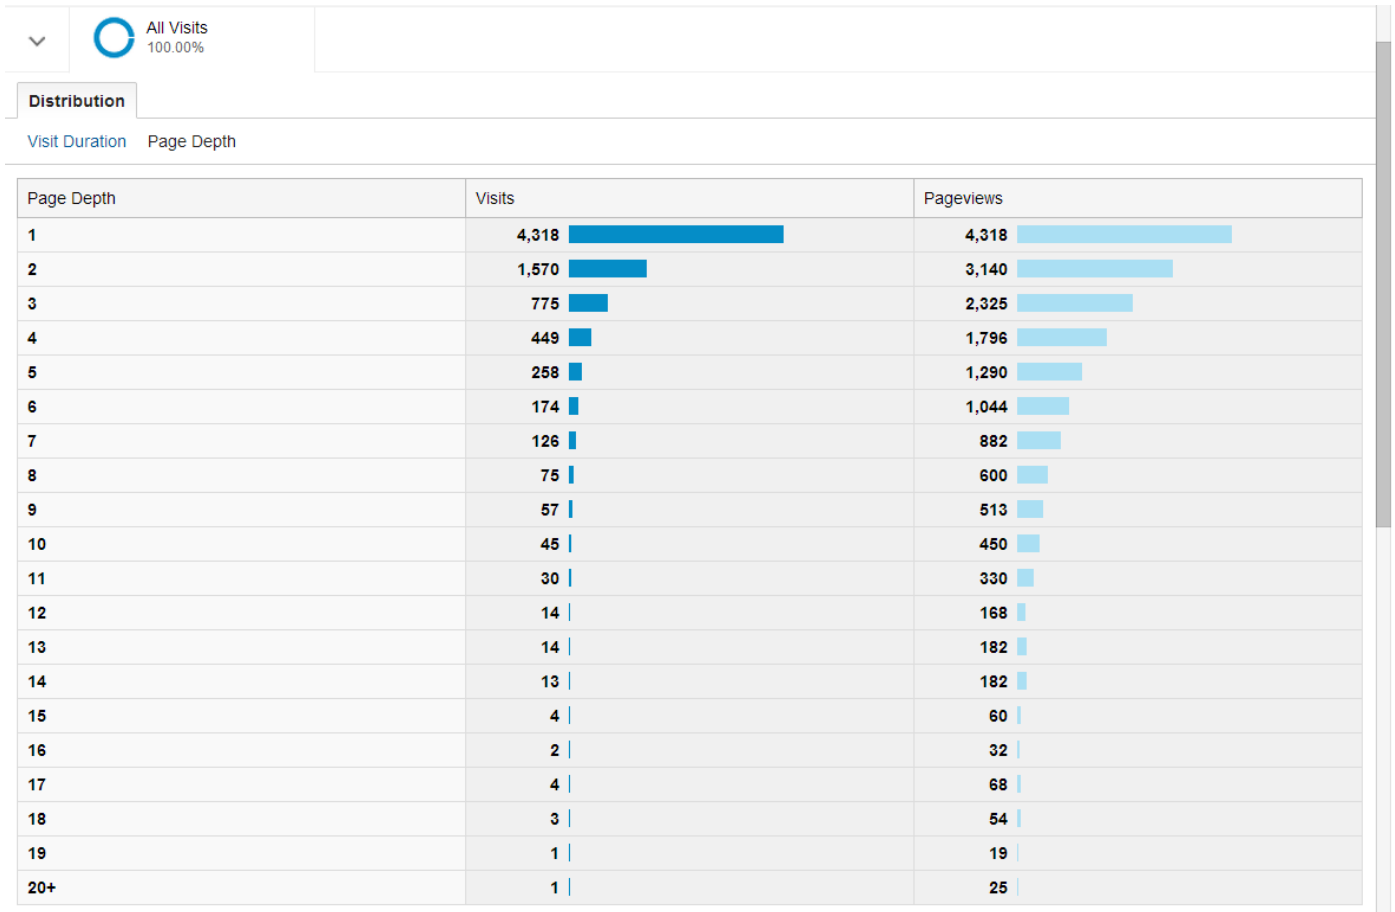 All Visits
100.00%
Distribution
Visit Duration Page Depth
Page Depth Visits Pageviews
1 4,318 4,318
2 1,570 3,140
3 775 2,325
4 449 1,796
5 258 1,290
6 174 1,044
7 126 882
8 75 600
9 57 513
10 45 450
11 30 330
12 14 168
13 14 182
14 13 182
15 4 60
16 2 32
17 4 68
18 3 54
19 1 19
20+ 1 25